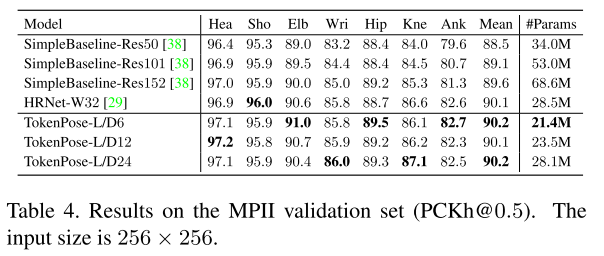 Model Hea Sho Elb Wri Hip Kne Ank Mean #Params
SimpleBaseline-Res50 [38] 96.4 95.3 89.0 83.2 88.4 84.0 79.6 88.5 34.0M
SimpleBaseline-Res101 [38] 96.9 95.9 89.5 84.4 88.4 84.5 80.7 89.1 53.0M
SimpleBaseline-Res152 [38] 97.0 95.9 90.0 85.0 89.2 85.3 81.3 89.6 68.6M
HRNet-W32 [29] 96.9 96.0 90.6 85.8 88.7 86.6 82.6 90.1 28.5M
TokenPose-L/D6 97.1 95.9 91.0 85.8 89.5 86.1 82.7 90.2 21.4M
TokenPose-L/D12 97.2 95.8 90.7 85.9 89.2 86.2 82.3 90.1 23.5M
TokenPose-L/D24 97.1 95.9 90.4 86.0 89.3 87.1 82.5 90.2 28.1M
Table 4. Results on the MPII validation set (PCKh@0.5). The
input size is 256 × 256.